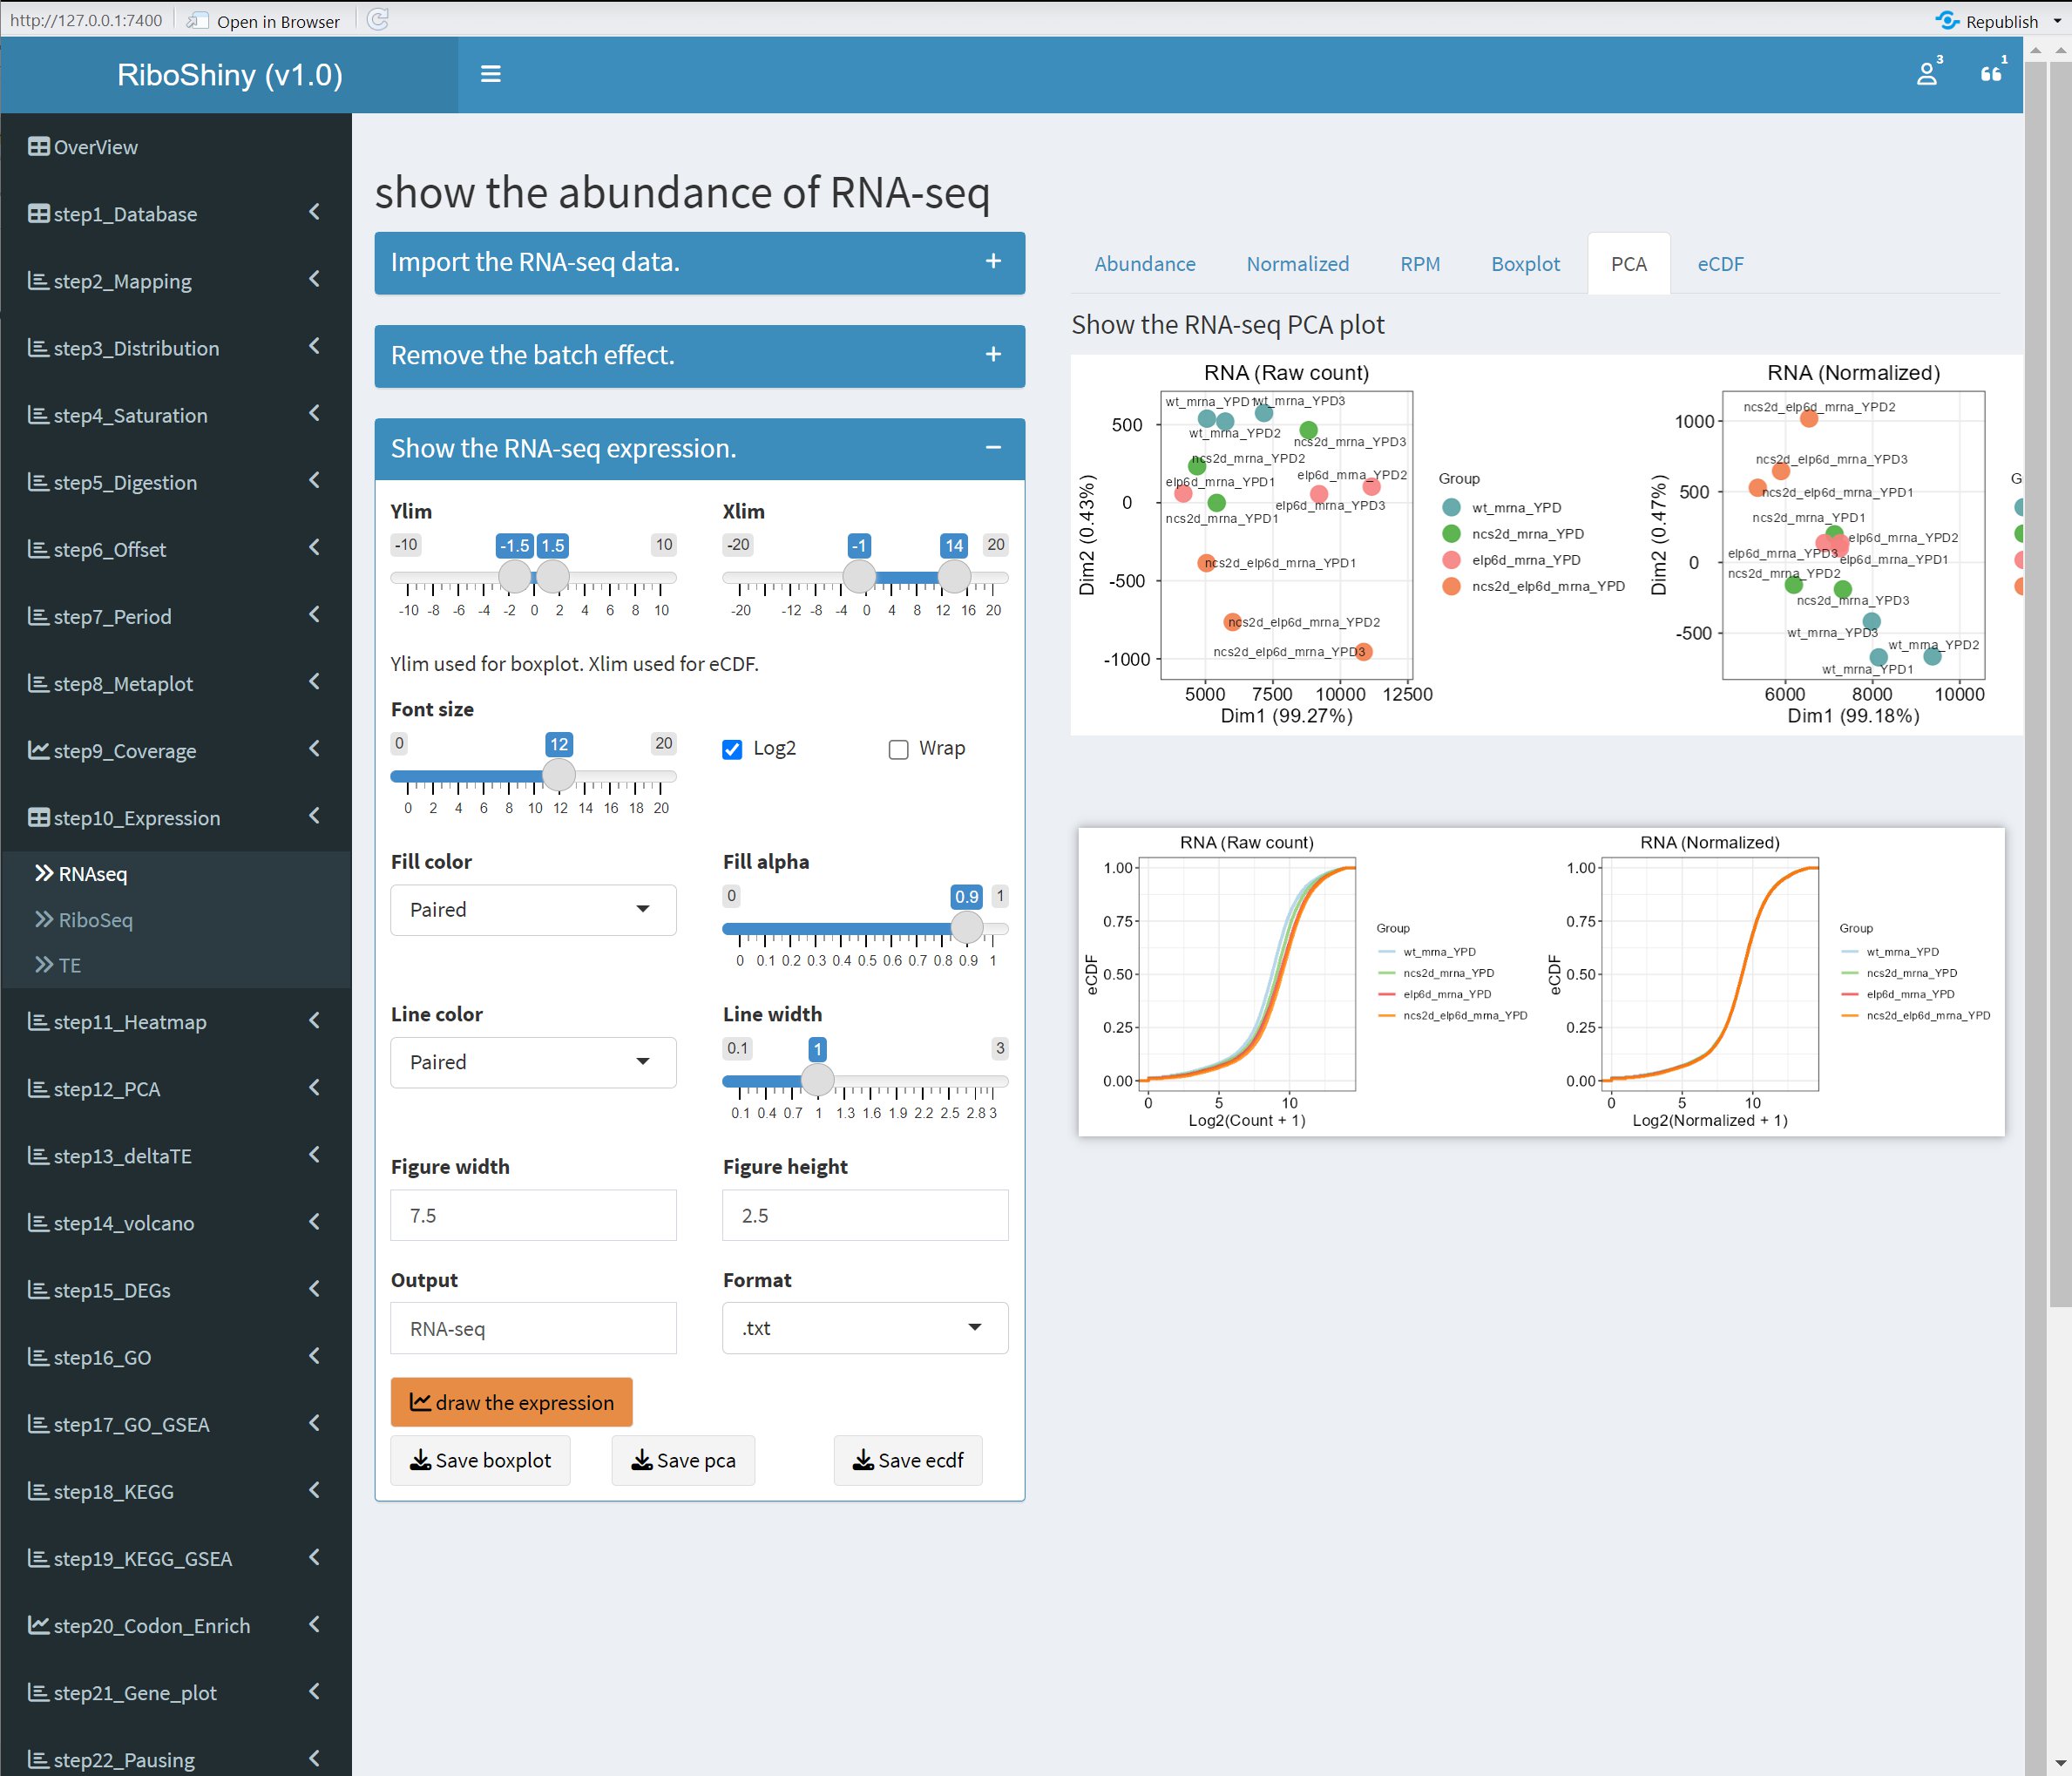 http://127.0.0.1:7400 Open in Browser Republish
RiboShiny (v1.0) 3 1
OverView
step1_Database
step2_Mapping
step3_Distribution
step4_Saturation
step5_Digestion
step6_Offset
step7_Period
step8_Metaplot
step9_Coverage
step10_Expression
RNAseq
RiboSeq
TE
step11_Heatmap
step12_PCA
step13_deltaTE
step14_volcano
step15_DEGs
step16_GO
step17_GO_GSEA
step18_KEGG
step19_KEGG_GSEA
step20_Codon_Enrich
step21_Gene_plot
step22_Pausing
show the abundance of RNA-seq
Import the RNA-seq data. +
Remove the batch effect. +
Show the RNA-seq expression. −
Ylim Xlim
-10 -1.5 1.5 10 -20 -1 14 20
-10 -8 -6 -4 -2 0 2 4 6 8 10 -20 -12 -8 -4 0 4 8 12 16 20
Ylim used for boxplot. Xlim used for eCDF.
Font size
0 12 20 Log2 Wrap
0 2 4 6 8 10 12 14 16 18 20
Fill color Fill alpha
Paired 0 0.9 1
0 0.1 0.2 0.3 0.4 0.5 0.6 0.7 0.8 0.9 1
Line color Line width
Paired 0.1 1 3
0.1 0.4 0.7 1 1.3 1.6 1.9 2.2 2.5 2.8 3
Figure width Figure height
7.5 2.5
Output Format
RNA-seq .txt
draw the expression
Save boxplot Save pca Save ecdf
Abundance Normalized RPM Boxplot PCA eCDF
Show the RNA-seq PCA plot
RNA (Raw count)
wt_mrna_YPD1 wt_mrna_YPD3
wt_mrna_YPD2
ncs2d_mrna_YPD3
ncs2d_mrna_YPD2
elp6d_mrna_YPD2
elp6d_mrna_YPD1
elp6d_mrna_YPD3
ncs2d_mrna_YPD1
ncs2d_elp6d_mrna_YPD1
ncs2d_elp6d_mrna_YPD2
ncs2d_elp6d_mrna_YPD3
500
0
-500
-1000
Dim2 (0.43%)
5000 7500 10000 12500
Dim1 (99.27%)
Group
wt_mrna_YPD
ncs2d_mrna_YPD
elp6d_mrna_YPD
ncs2d_elp6d_mrna_YPD
RNA (Normalized)
ncs2d_elp6d_mrna_YPD2
ncs2d_elp6d_mrna_YPD3
ncs2d_elp6d_mrna_YPD1
ncs2d_mrna_YPD1
elp6d_mrna_YPD2
elp6d_mrna_YPD3
elp6d_mrna_YPD1
ncs2d_mrna_YPD2
ncs2d_mrna_YPD3
wt_mrna_YPD3
wt_mrna_YPD2
wt_mrna_YPD1
1000
500
0
-500
Dim2 (0.47%)
6000 8000 10000
Dim1 (99.18%)
G
RNA (Raw count)
1.00
0.75
0.50
0.25
0.00
eCDF
0 5 10
Log2(Count + 1)
Group
wt_mrna_YPD
ncs2d_mrna_YPD
elp6d_mrna_YPD
ncs2d_elp6d_mrna_YPD
RNA (Normalized)
1.00
0.75
0.50
0.25
0.00
eCDF
0 5 10
Log2(Normalized + 1)
Group
wt_mrna_YPD
ncs2d_mrna_YPD
elp6d_mrna_YPD
ncs2d_elp6d_mrna_YPD